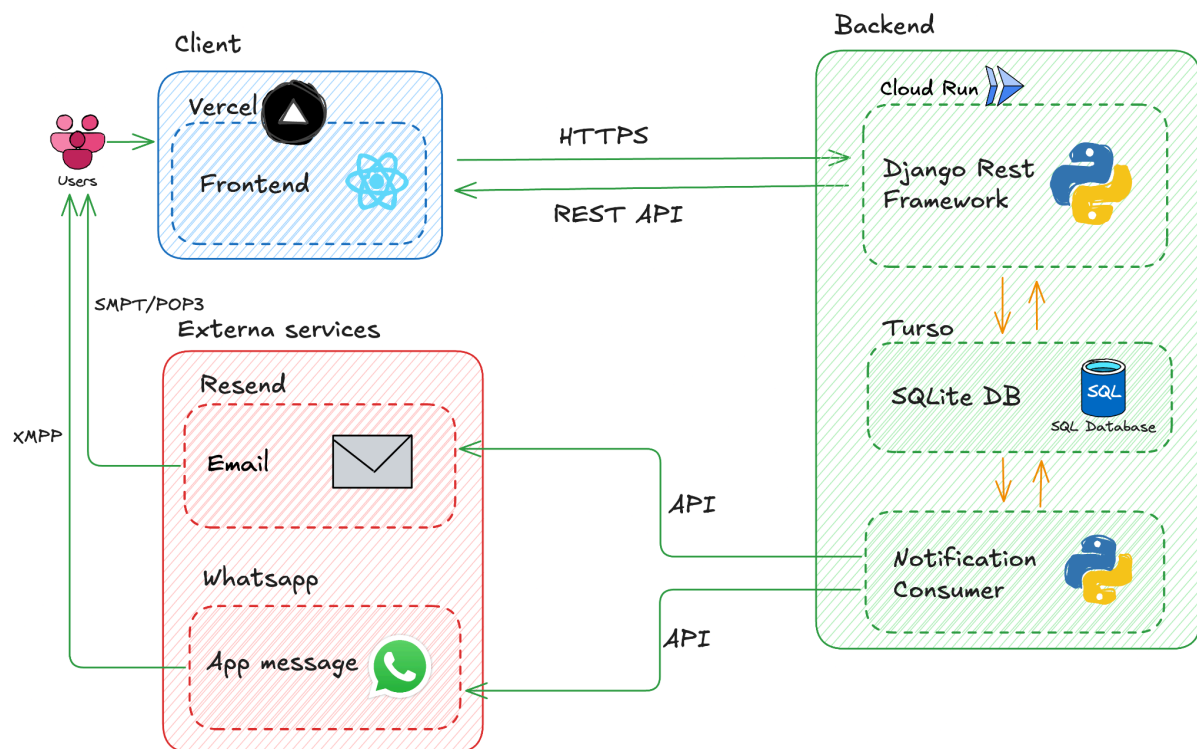 Client
Backend
Vercel
Cloud Run
Users
Frontend
HTTPS
REST API
Django Rest
Framework
SMPT/POP3
Externa services
Turso
SQLite DB
SQL
SQL Database
Resend
Email
XMPP
API
Notification
Consumer
Whatsapp
App message
API